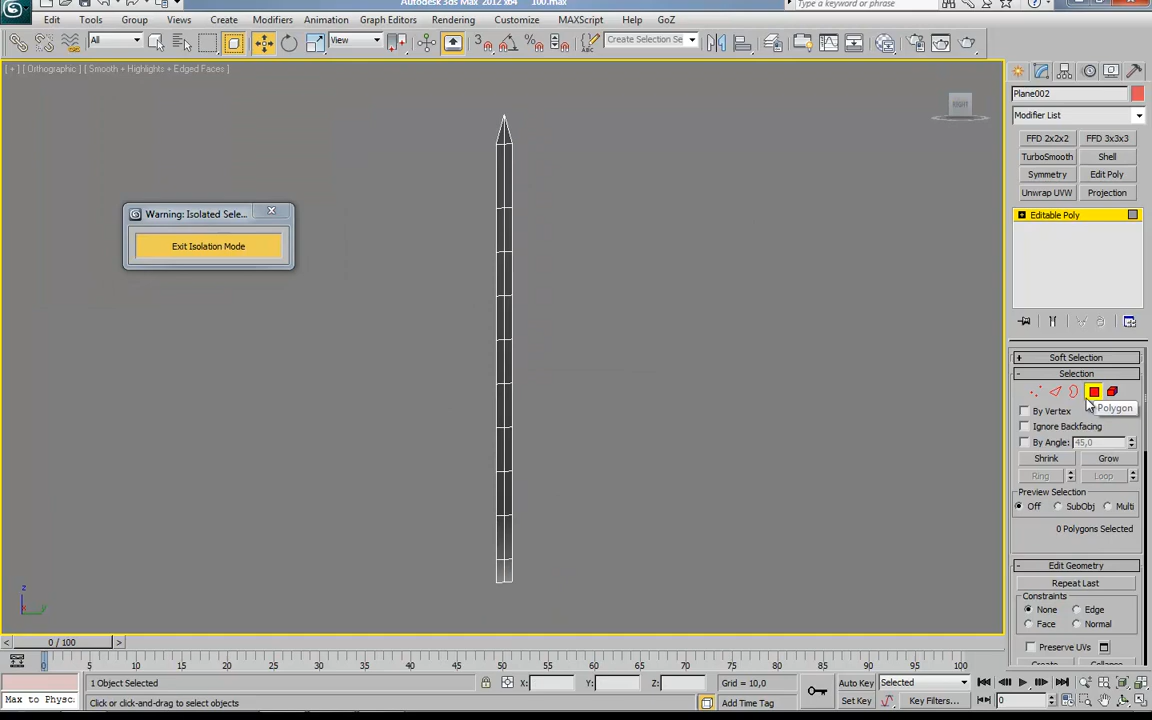 Autodesk 3ds Max 2012 x64 100.max
Type a keyword or phrase
Edit Tools Group Views Create Modifiers Animation Graph Editors Rendering Customize MAXScript Help GoZ
All View Create Selection Se
[ + ] [ Orthographic ] [ Smooth + Highlights + Edged Faces ]
RIGHT
Plane002
Modifier List
FFD 2x2x2 FFD 3x3x3
TurboSmooth Shell
Symmetry Edit Poly
Unwrap UVW Projection
Editable Poly
Warning: Isolated Sele...
Exit Isolation Mode
+ Soft Selection
- Selection
By Vertex
Polygon
Ignore Backfacing
By Angle: 45,0
Shrink Grow
Ring Loop
Preview Selection
Off SubObj Multi
0 Polygons Selected
- Edit Geometry
Repeat Last
Constraints
None Edge
Face Normal
Preserve UVs
Create Collapse
z
x y
< 0 / 100 >
0 5 10 15 20 25 30 35 40 45 50 55 60 65 70 75 80 85 90 95 100
1 Object Selected X: Y: Z: Grid = 10,0 Auto Key Selected
Max to Physc Click or click-and-drag to select objects Add Time Tag Set Key Key Filters... 0